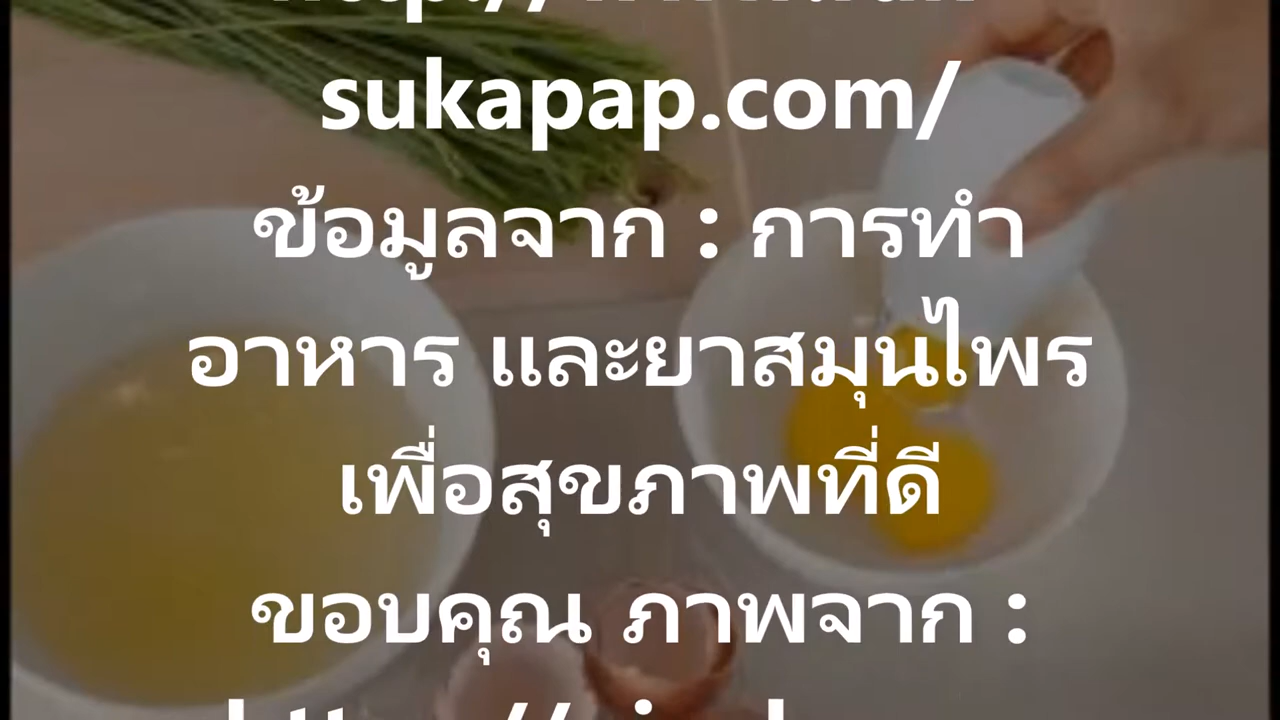 sukapap.com/
ข้อมูลจาก : การทำ
อาหาร และยาสมุนไพร
เพื่อสุขภาพที่ดี
ขอบคุณ ภาพจาก :